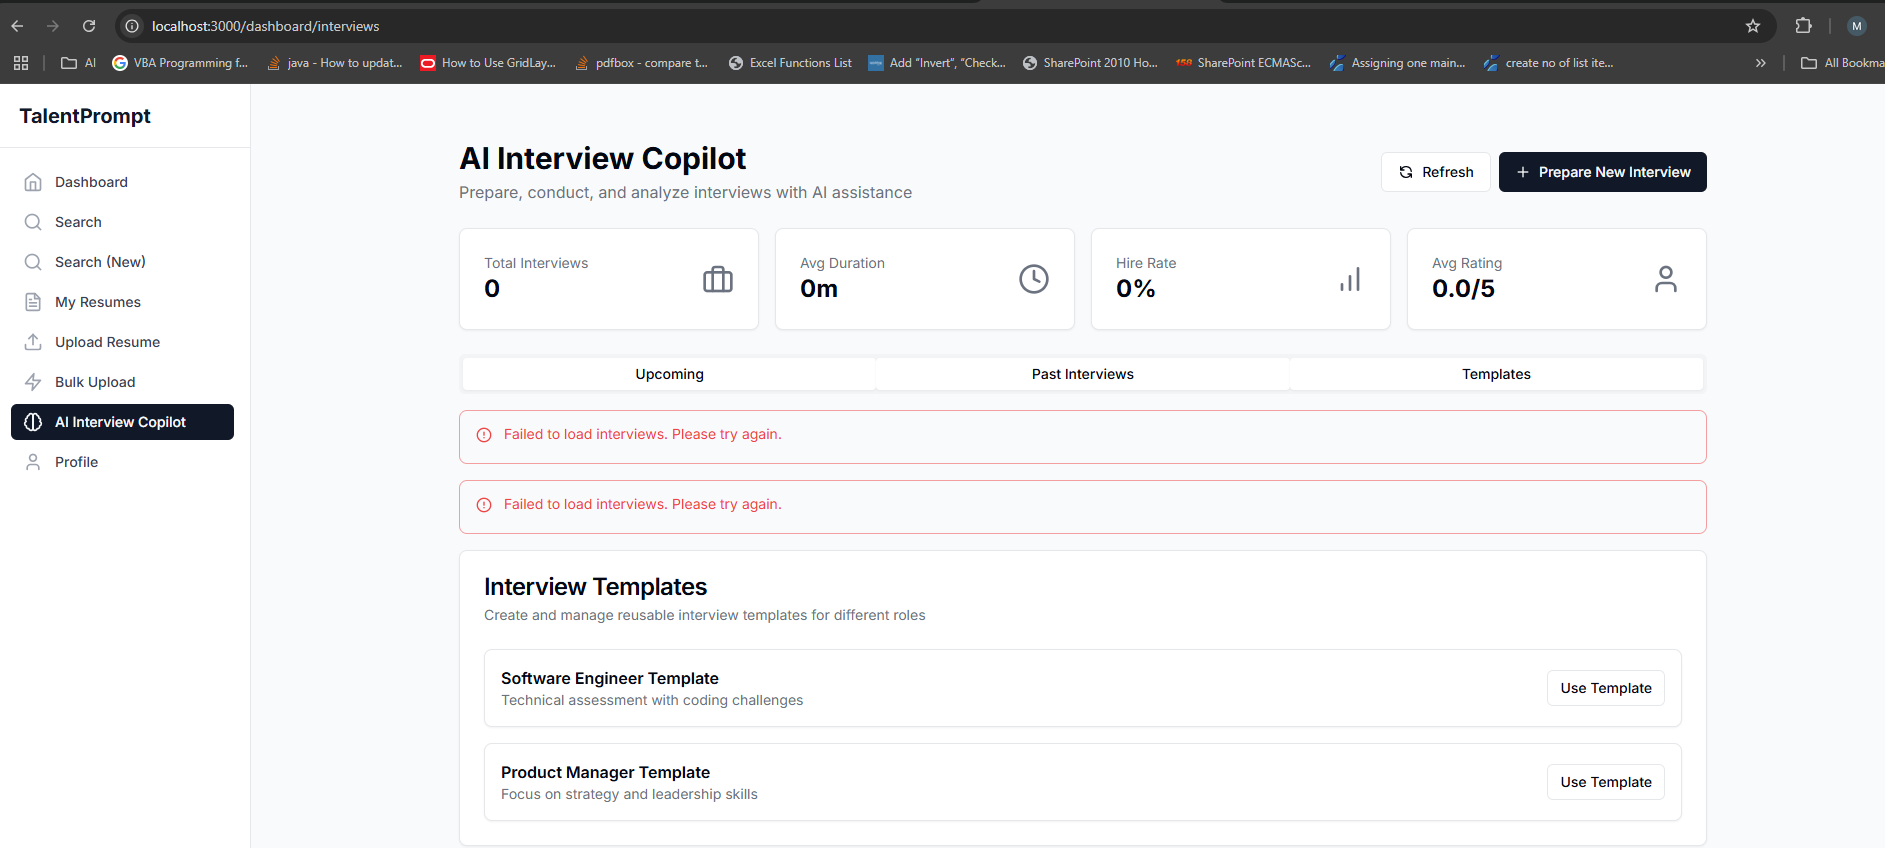 localhost:3000/dashboard/interviews
M
AI
VBA Programming f...
java - How to updat...
How to Use GridLay...
pdfbox - compare t...
Excel Functions List
Add “Invert”, “Check...
SharePoint 2010 Ho...
SharePoint ECMASc...
Assigning one main...
create no of list ite...
»
All Bookma
TalentPrompt
Dashboard
Search
Search (New)
My Resumes
Upload Resume
Bulk Upload
AI Interview Copilot
Profile
AI Interview Copilot
Prepare, conduct, and analyze interviews with AI assistance
Refresh
+ Prepare New Interview
Total Interviews
0
Avg Duration
0m
Hire Rate
0%
Avg Rating
0.0/5
Upcoming
Past Interviews
Templates
Failed to load interviews. Please try again.
Failed to load interviews. Please try again.
Interview Templates
Create and manage reusable interview templates for different roles
Software Engineer Template
Technical assessment with coding challenges
Use Template
Product Manager Template
Focus on strategy and leadership skills
Use Template